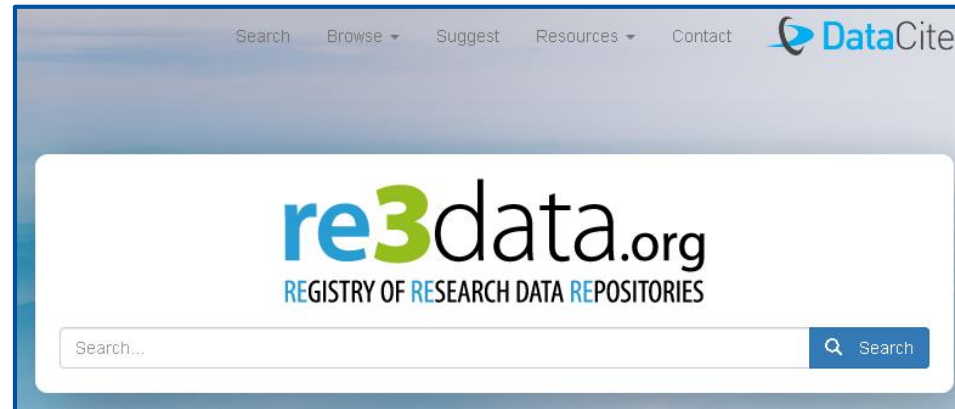 Search Browse Suggest Resources Contact DataCite
re3data.org
REGISTRY OF RESEARCH DATA REPOSITORIES
Search... Search